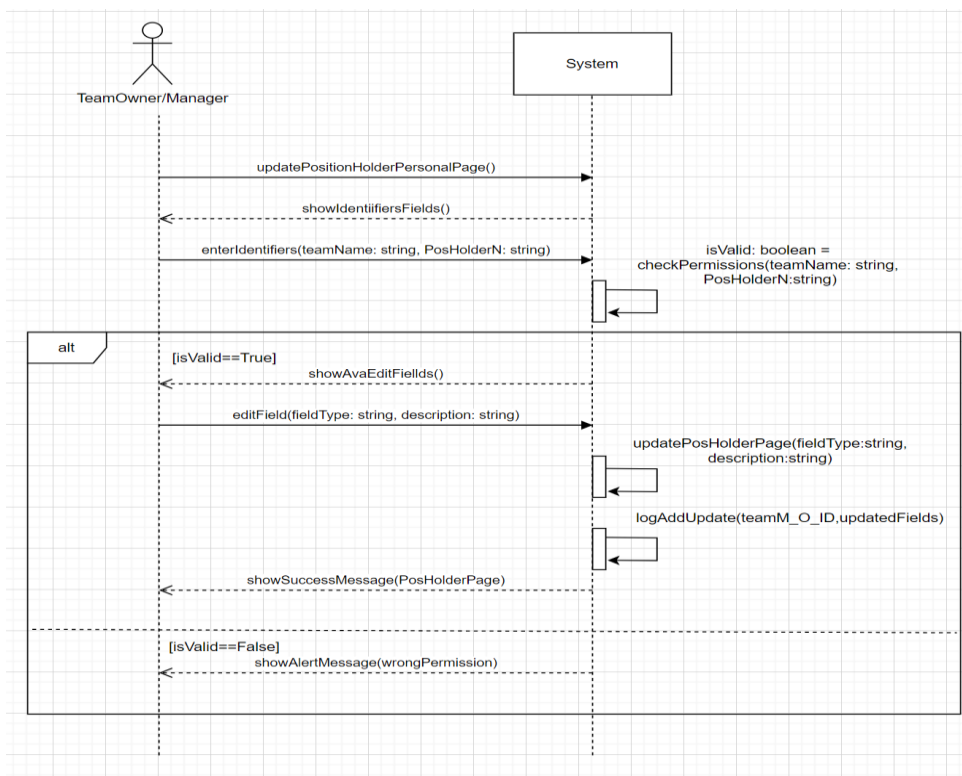 System
TeamOwner/Manager
updatePositionHolderPersonalPage()
showIdentiifiersFields()
enterIdentifiers(teamName: string, PosHolderN: string)
isValid: boolean =
checkPermissions(teamName: string,
PosHolderN:string)
alt
[isValid==True]
showAvaEditFiellds()
editField(fieldType: string, description: string)
updatePosHolderPage(fieldType:string,
description:string)
logAddUpdate(teamM_O_ID,updatedFields)
showSuccessMessage(PosHolderPage)
[isValid==False]
showAlertMessage(wrongPermission)